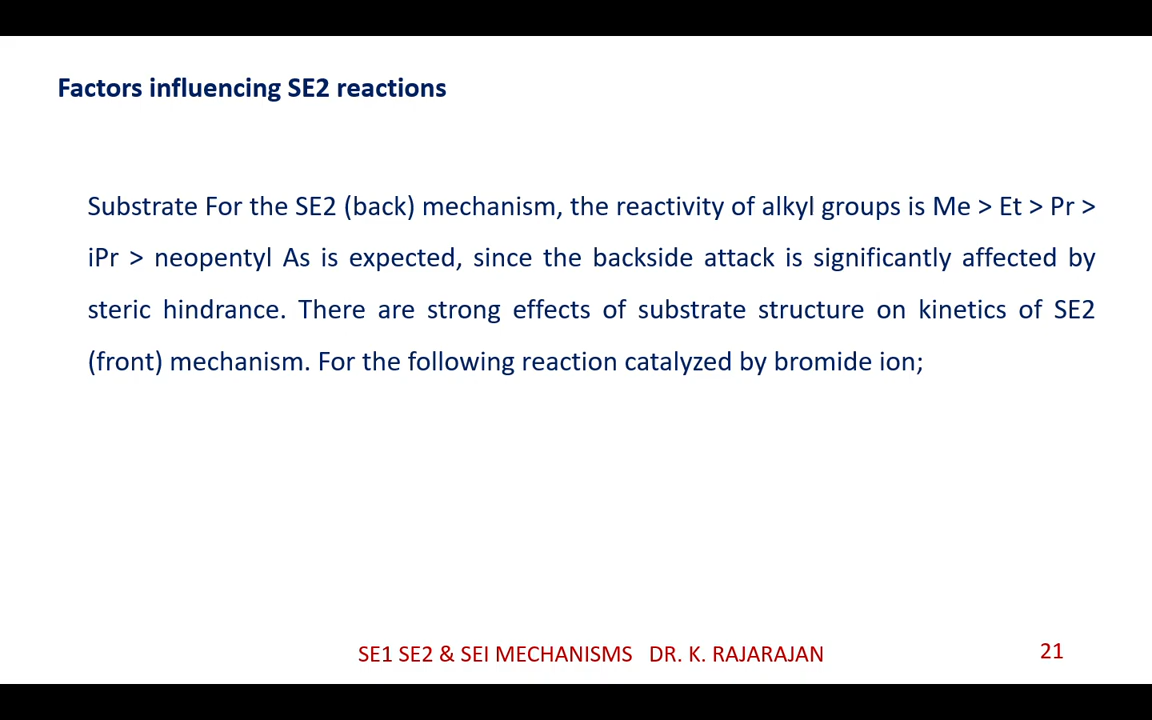 Factors influencing SE2 reactions
Substrate For the SE2 (back) mechanism, the reactivity of alkyl groups is Me > Et > Pr >
iPr > neopentyl As is expected, since the backside attack is significantly affected by
steric hindrance. There are strong effects of substrate structure on kinetics of SE2
(front) mechanism. For the following reaction catalyzed by bromide ion;
SE1 SE2 & SEI MECHANISMS DR. K. RAJARAJAN
21